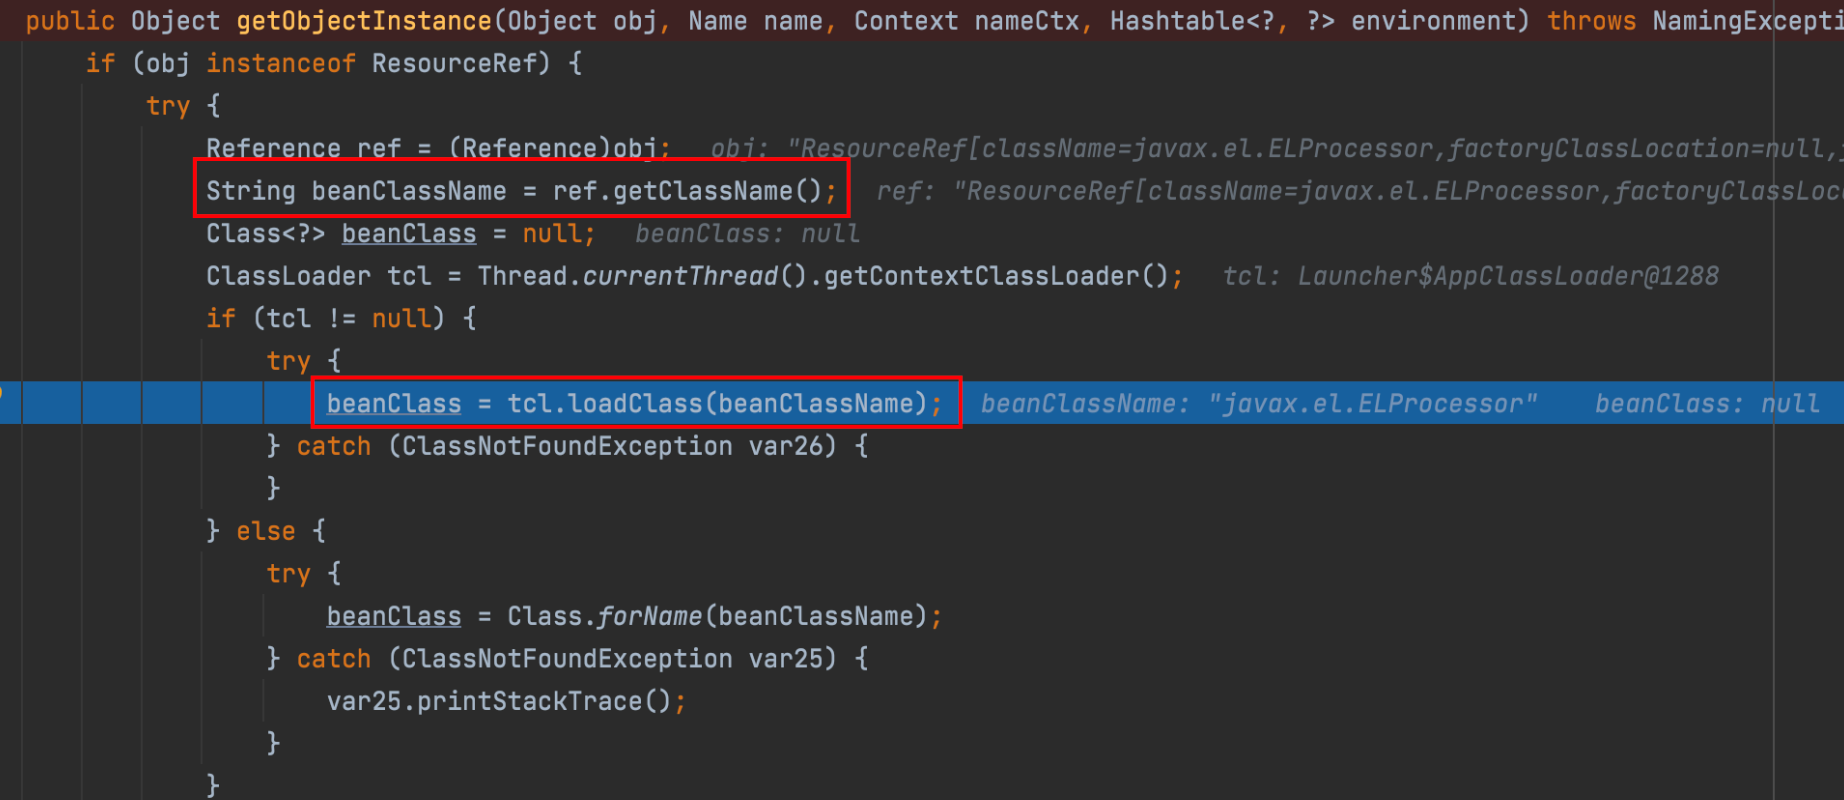 public Object getObjectInstance(Object obj, Name name, Context nameCtx, Hashtable<?, ?> environment) throws NamingExcepti
if (obj instanceof ResourceRef) {
try {
Reference ref = (Reference)obj; obj: "ResourceRef[className=javax.el.ELProcessor,factoryClassLocation=null,
String beanClassName = ref.getClassName(); ref: "ResourceRef[className=javax.el.ELProcessor,factoryClassLoc
Class<?> beanClass = null; beanClass: null
ClassLoader tcl = Thread.currentThread().getContextClassLoader(); tcl: Launcher$AppClassLoader@1288
if (tcl != null) {
try {
beanClass = tcl.loadClass(beanClassName); beanClassName: "javax.el.ELProcessor" beanClass: null
} catch (ClassNotFoundException var26) {
}
} else {
try {
beanClass = Class.forName(beanClassName);
} catch (ClassNotFoundException var25) {
var25.printStackTrace();
}
}